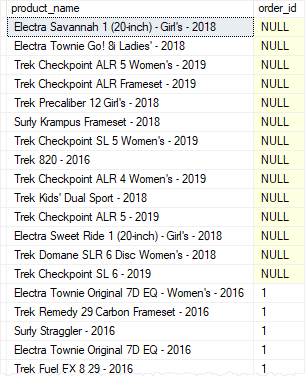 product_name order_id
Electra Savannah 1 (20-inch) - Girl's - 2018 NULL
Electra Townie Go! 8i Ladies' - 2018 NULL
Trek Checkpoint ALR 5 Women's - 2019 NULL
Trek Checkpoint ALR Frameset - 2019 NULL
Trek Precaliber 12 Girl's - 2018 NULL
Surly Krampus Frameset - 2018 NULL
Trek Checkpoint SL 5 Women's - 2019 NULL
Trek 820 - 2016 NULL
Trek Checkpoint ALR 4 Women's - 2019 NULL
Trek Kids' Dual Sport - 2018 NULL
Trek Checkpoint ALR 5 - 2019 NULL
Electra Sweet Ride 1 (20-inch) - Girl's - 2018 NULL
Trek Domane SLR 6 Disc Women's - 2018 NULL
Trek Checkpoint SL 6 - 2019 NULL
Electra Townie Original 7D EQ - Women's - 2016 1
Trek Remedy 29 Carbon Frameset - 2016 1
Surly Straggler - 2016 1
Electra Townie Original 7D EQ - 2016 1
Trek Fuel EX 8 29 - 2016 1